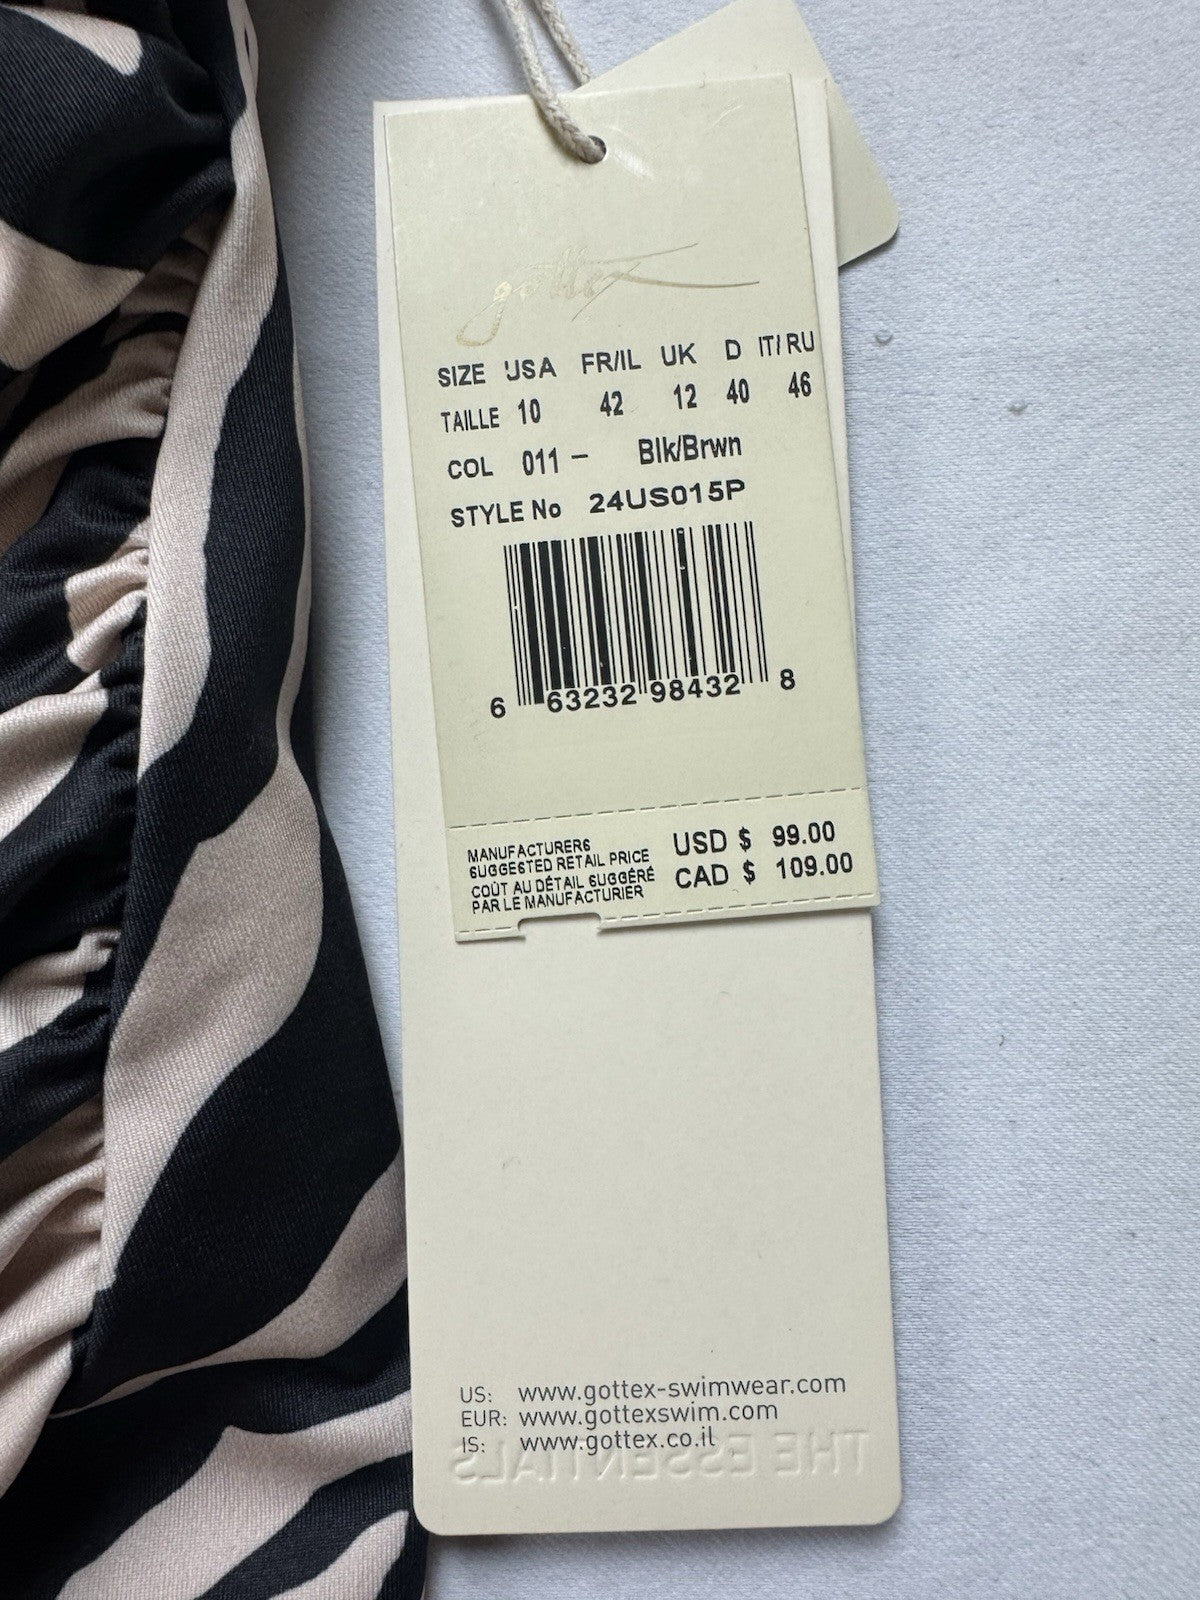 gottex
SIZE USA FR/IL UK D IT/RU
TAILLE 10 42 12 40 46
COL 011 – Blk/Brwn
STYLE No 24US015P
6 63232 98432 8
MANUFACTURERS
SUGGESTED RETAIL PRICE
COÛT AU DÉTAIL SUGGÉRÉ
PAR LE MANUFACTURIER
USD $ 99.00
CAD $ 109.00
US: www.gottex-swimwear.com
EUR: www.gottexswim.com
IS: www.gottex.co.il
THE ESSENTIALS